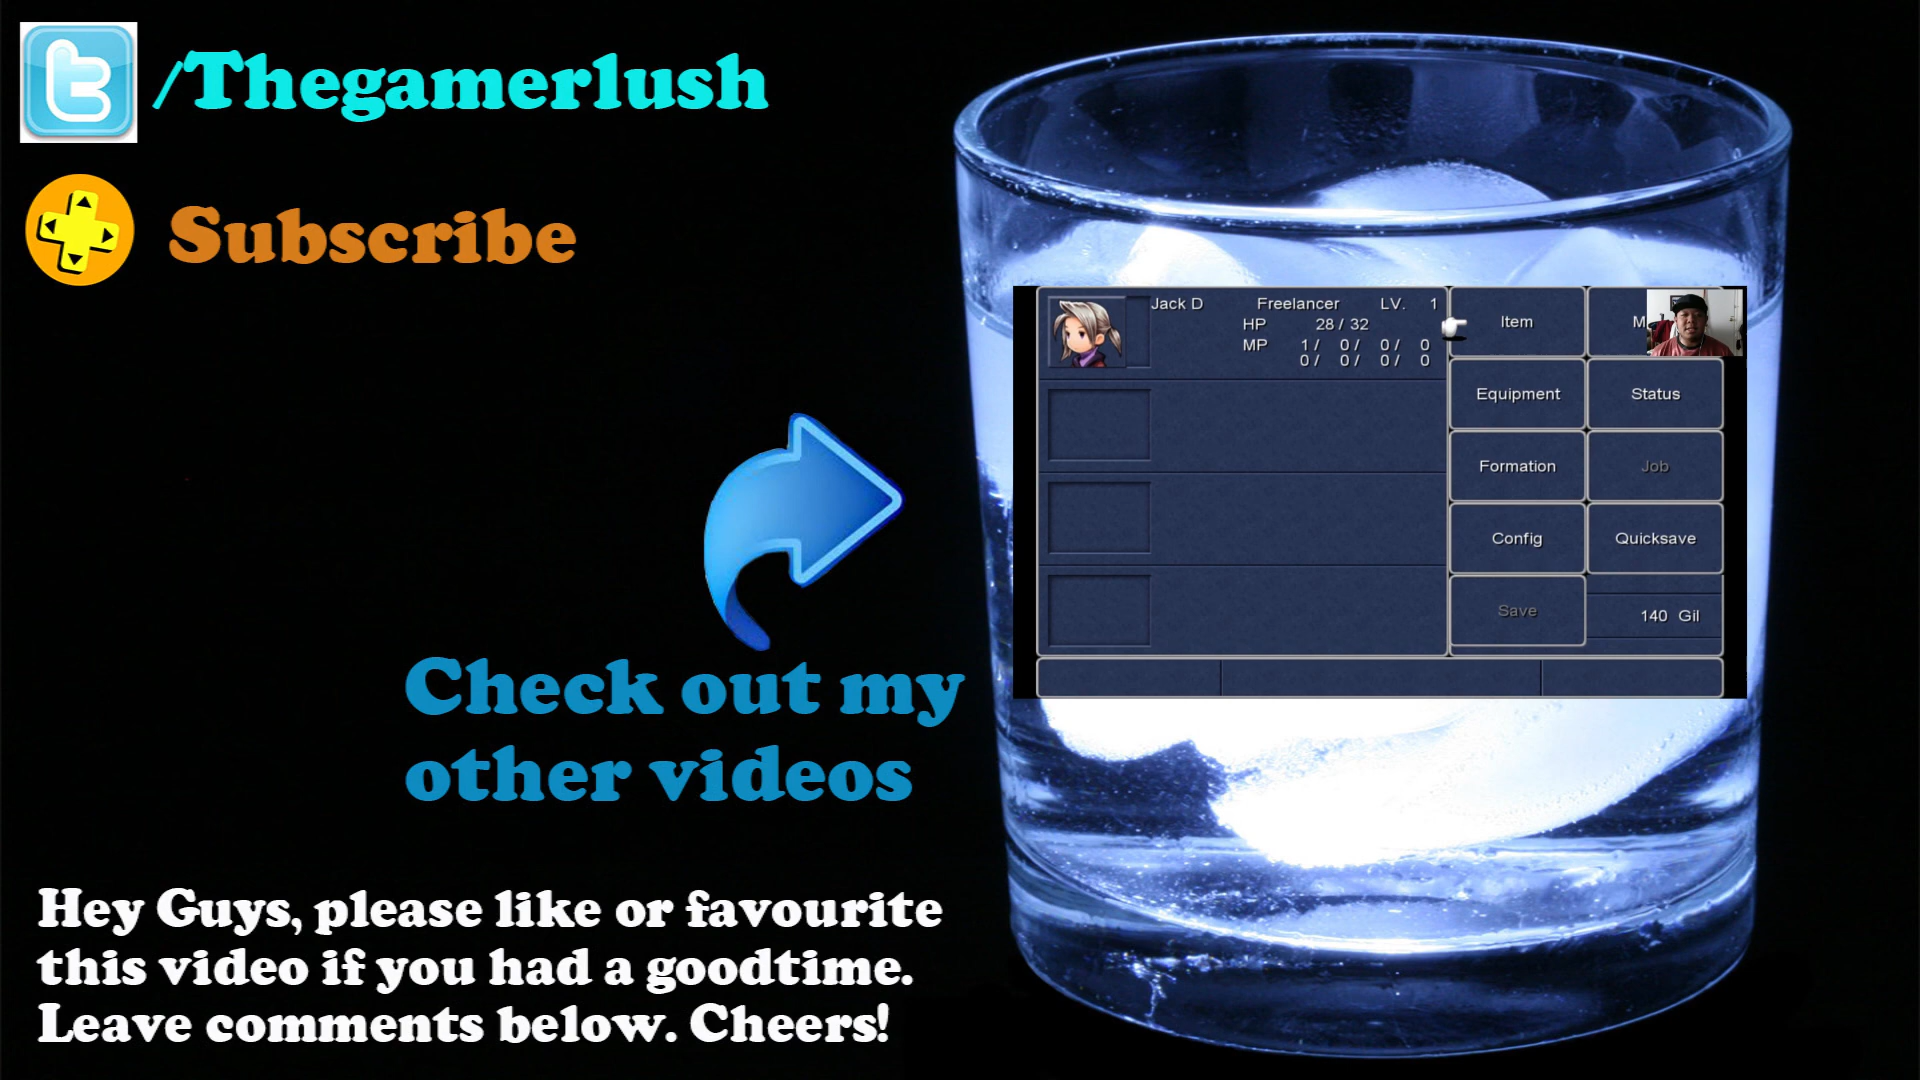 /Thegamerlush
Subscribe
Check out my
other videos
Hey Guys, please like or favourite
this video if you had a goodtime.
Leave comments below. Cheers!
Jack D Freelancer LV. 1
HP 28 / 32
MP 1 / 0 / 0 / 0
0 / 0 / 0 / 0
Item
Equipment Status
Formation Job
Config Quicksave
Save
140 Gil